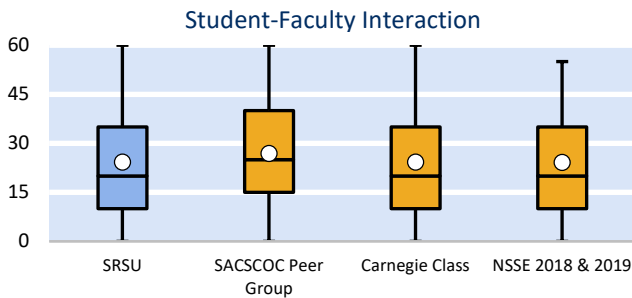 Student-Faculty Interaction
60
45
30
15
0
SRSU
SACSCOC Peer
Group
Carnegie Class
NSSE 2018 & 2019